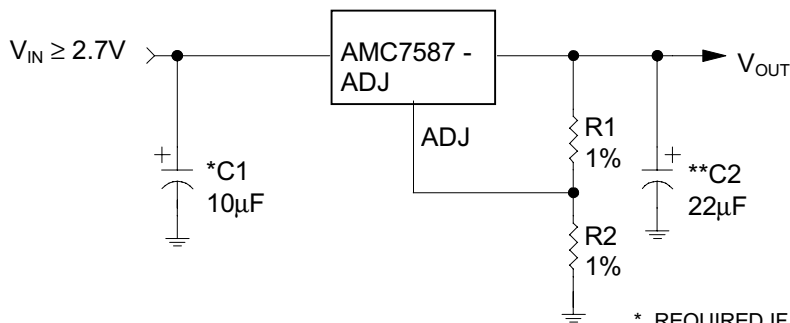 V_IN ≥ 2.7V
AMC7587 -
ADJ
V_OUT
ADJ
R1
1%
+
*C1
10μF
+
**C2
22μF
R2
1%
* REQUIRED IF